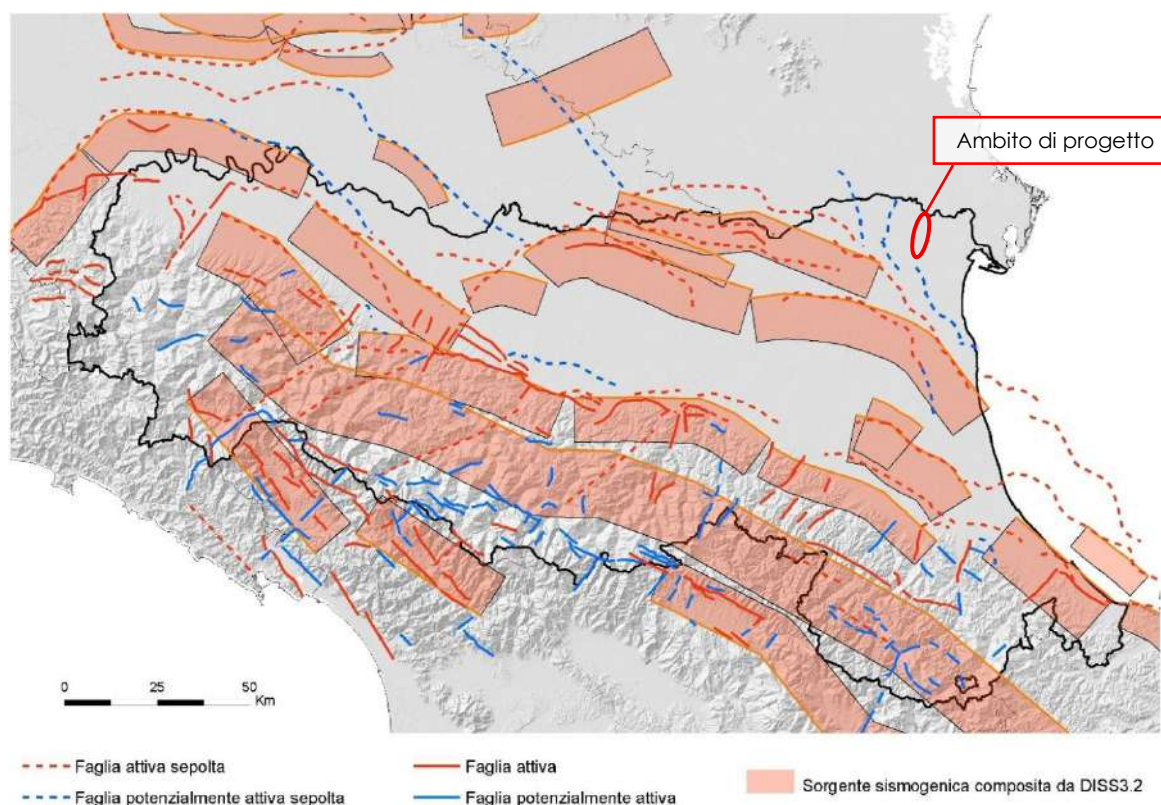 Ambito di progetto
0 25 50
Km
Faglia attiva sepolta
Faglia attiva
Sorgente sismogenica composita da DISS3.2
Faglia potenzialmente attiva sepolta
Faglia potenzialmente attiva